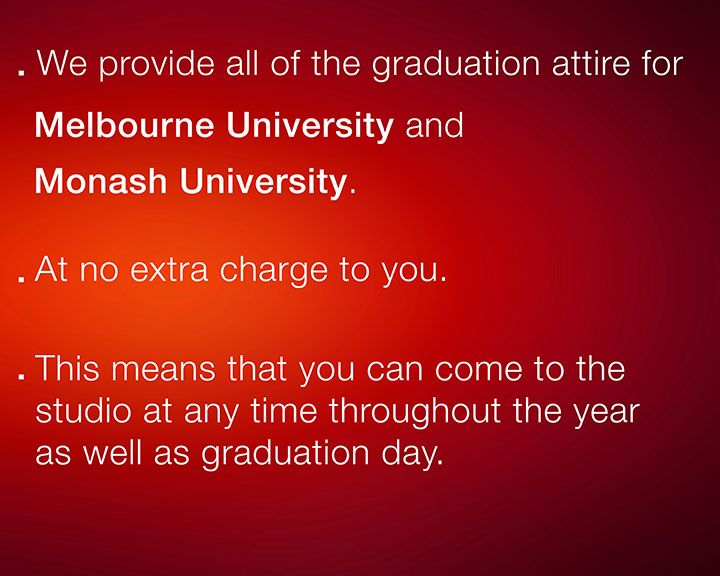 . We provide all of the graduation attire for
Melbourne University and
Monash University.
. At no extra charge to you.
. This means that you can come to the
studio at any time throughout the year
as well as graduation day.